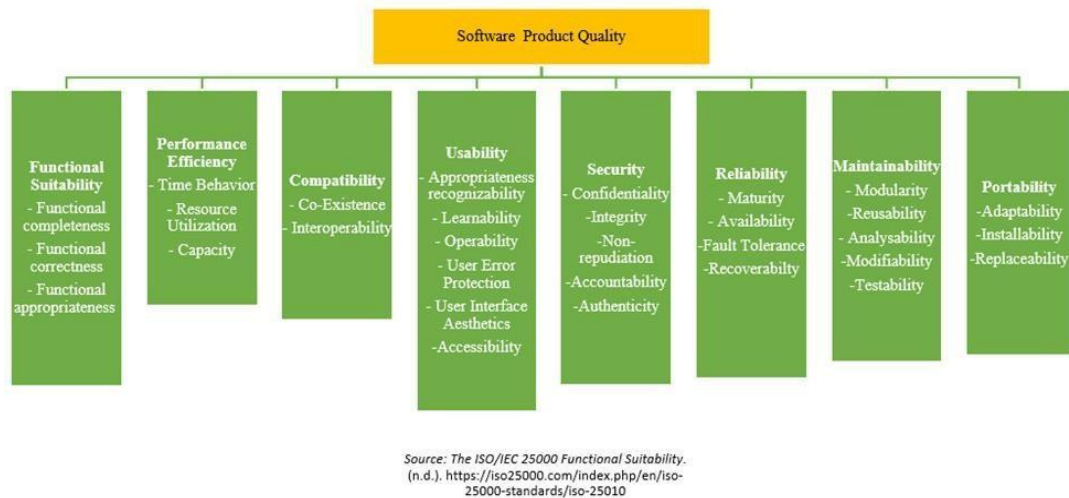 Software Product Quality
Functional
Suitability
- Functional
completeness
- Functional
correctness
- Functional
appropriateness
Performance
Efficiency
- Time Behavior
- Resource
Utilization
- Capacity
Compatibility
- Co-Existence
- Interoperability
Usability
- Appropriateness
recognizability
- Learnability
- Operability
- User Error
Protection
- User Interface
Aesthetics
-Accessibility
Security
- Confidentiality
-Integrity
-Non-
repudiation
-Accountability
-Authenticity
Reliability
- Maturity
- Availability
-Fault Tolerance
-Recoverabilty
Maintainability
- Modularity
-Reusability
- Analysability
- Modifiability
- Testability
Portability
-Adaptability
-Installability
-Replaceability
Source: The ISO/IEC 25000 Functional Suitability.
(n.d.). https://iso25000.com/index.php/en/iso-
25000-standards/iso-25010